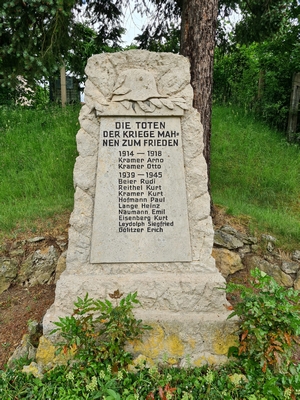 DIE TOTEN
DER KRIEGE MAH=
NEN ZUM FRIEDEN
1914 — 1918
Kramer Arno
Kramer Otto
1939 — 1945
Beier Rudi
Reithel Kurt
Kramer Kurt
Hofmann Paul
Lange Heinz
Naumann Emil
Eisenberg Kurt
Leydolph Siegfried
Dölitzer Erich